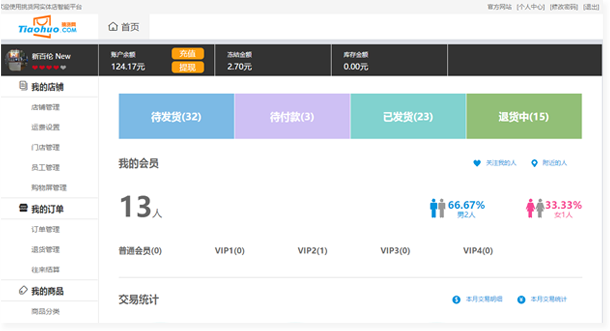 迎使用挑货网实体店智能平台
官方网站 [个人中心] [修改密码] [退出]
Tiaohuo 挑货网 .COM
首页
新百伦 New
账户余额
124.17元
充值
提现
冻结金额
2.70元
库存金额
0.00元
我的店铺
店铺管理
运费设置
门店管理
员工管理
购物屏管理
我的订单
订单管理
退货管理
往来结算
我的商品
商品分类
待发货(32)
待付款(3)
已发货(23)
退货中(15)
我的会员
关注我的人
附近的人
13人
66.67%
男2人
33.33%
女1人
普通会员(0)
VIP1(0)
VIP2(1)
VIP3(0)
VIP4(0)
交易统计
本月交易明细
本月交易统计